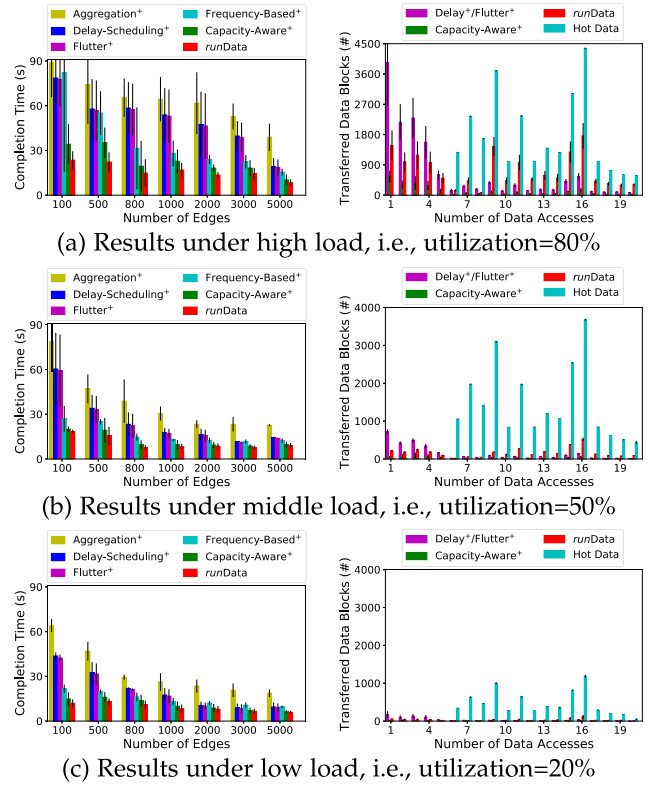 Aggregation+ Frequency-Based+
Delay-Scheduling+ Capacity-Aware+
Flutter+ runData
Completion Time (s)
90
60
30
0
100 500 800 1000 2000 3000 5000
Number of Edges
Delay+/Flutter+ runData
Capacity-Aware+ Hot Data
Transferred Data Blocks (#)
4500
3600
2700
1800
900
0
1 4 7 10 13 16 19
Number of Data Accesses
(a) Results under high load, i.e., utilization=80%
Aggregation+ Frequency-Based+
Delay-Scheduling+ Capacity-Aware+
Flutter+ runData
Completion Time (s)
90
60
30
0
100 500 800 1000 2000 3000 5000
Number of Edges
Delay+/Flutter+ runData
Capacity-Aware+ Hot Data
Transferred Data Blocks (#)
4000
3000
2000
1000
0
1 4 7 10 13 16 19
Number of Data Accesses
(b) Results under middle load, i.e., utilization=50%
Aggregation+ Frequency-Based+
Delay-Scheduling+ Capacity-Aware+
Flutter+ runData
Completion Time (s)
90
60
30
0
100 500 800 1000 2000 3000 5000
Number of Edges
Delay+/Flutter+ runData
Capacity-Aware+ Hot Data
Transferred Data Blocks (#)
4000
3000
2000
1000
0
1 4 7 10 13 16 19
Number of Data Accesses
(c) Results under low load, i.e., utilization=20%